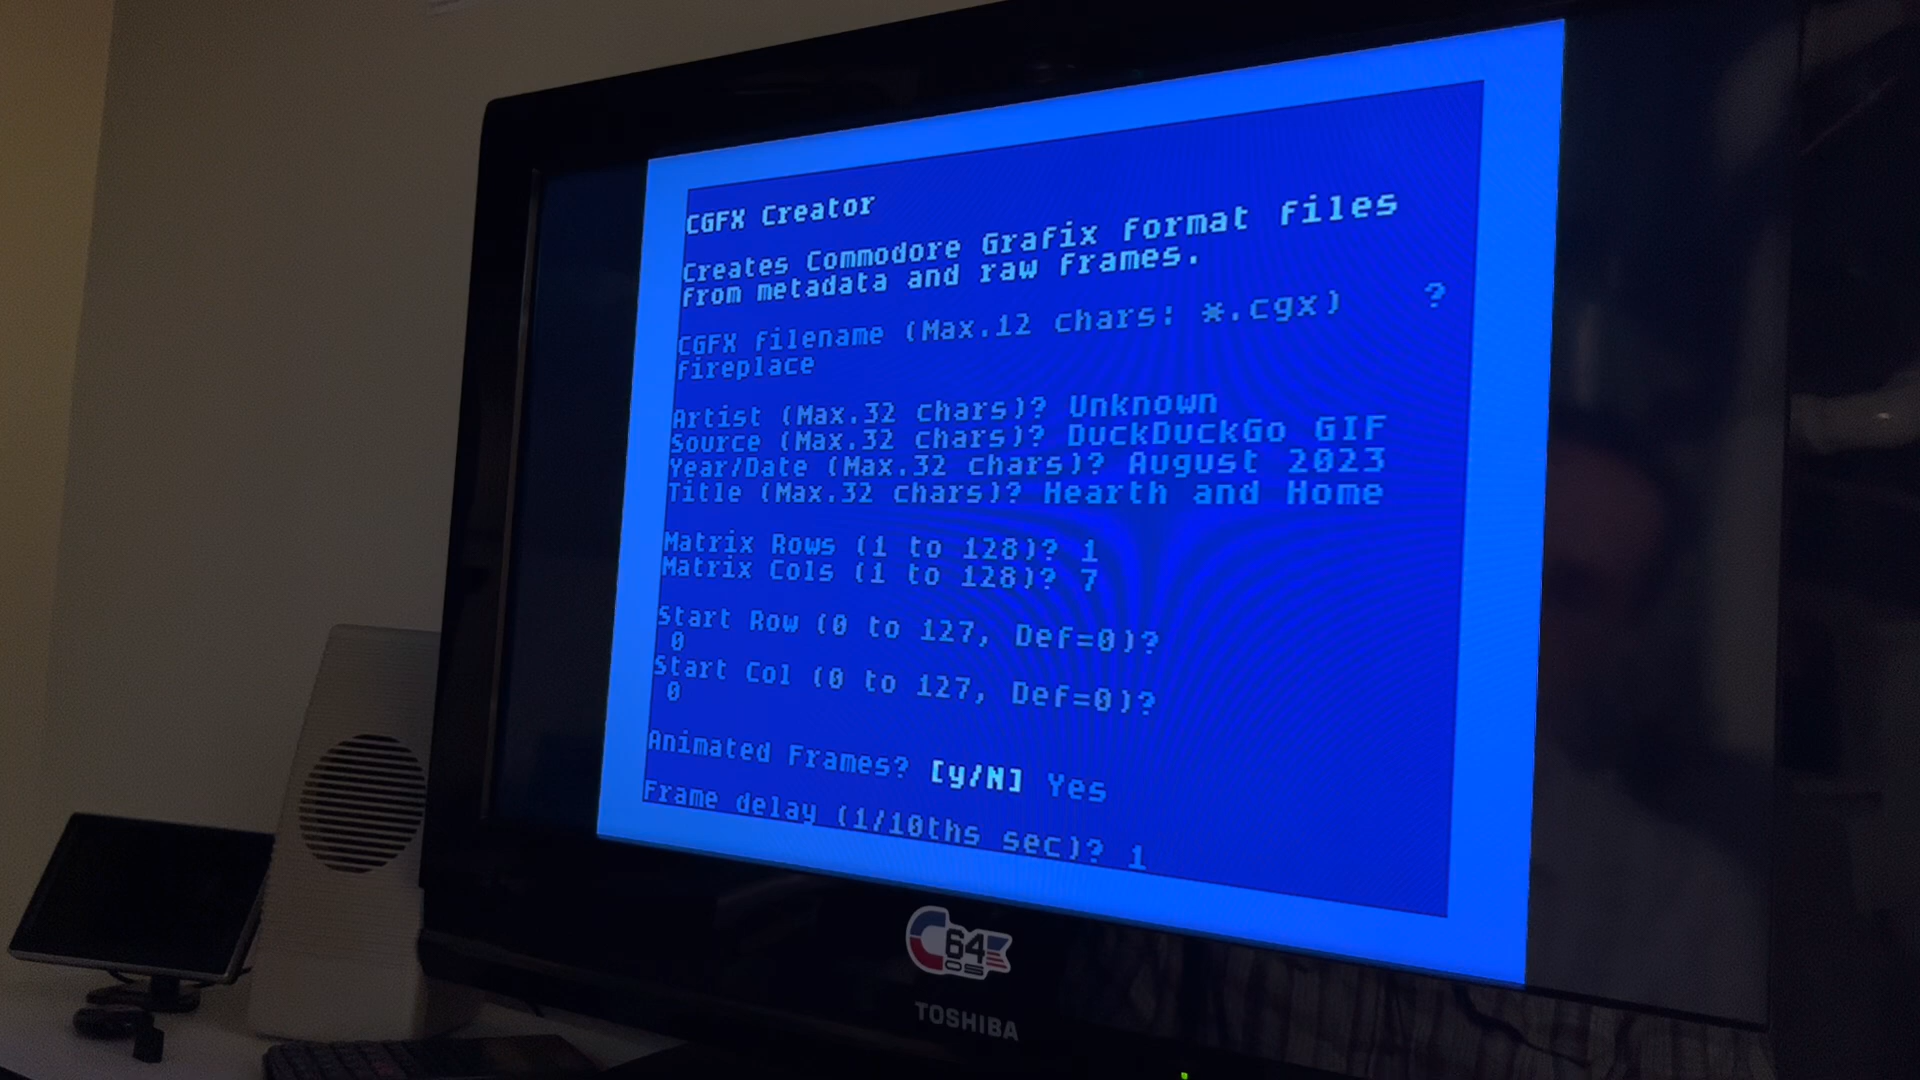 CGFX Creator
Creates Commodore Grafix format files
from metadata and raw frames.
CGFX filename (Max.12 chars: *.cgx) ?
fireplace
Artist (Max.32 chars)? Unknown
Source (Max.32 chars)? DuckDuckGo GIF
Year/Date (Max.32 chars)? August 2023
Title (Max.32 chars)? Hearth and Home
Matrix Rows (1 to 128)? 1
Matrix Cols (1 to 128)? 7
Start Row (0 to 127, Def=0)?
0
Start Col (0 to 127, Def=0)?
0
Animated Frames? [y/N] Yes
Frame delay (1/10ths sec)? 1
C64
OS
TOSHIBA